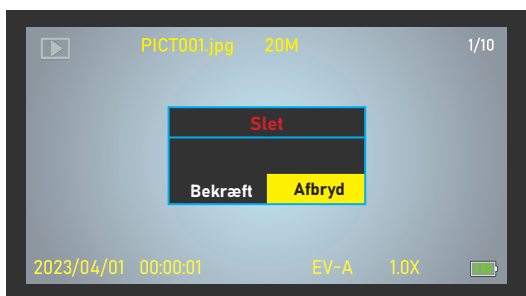 PICT001.jpg 20M 1/10
Slet
Bekræft Afbryd
2023/04/01 00:00:01 EV-A 1.0X